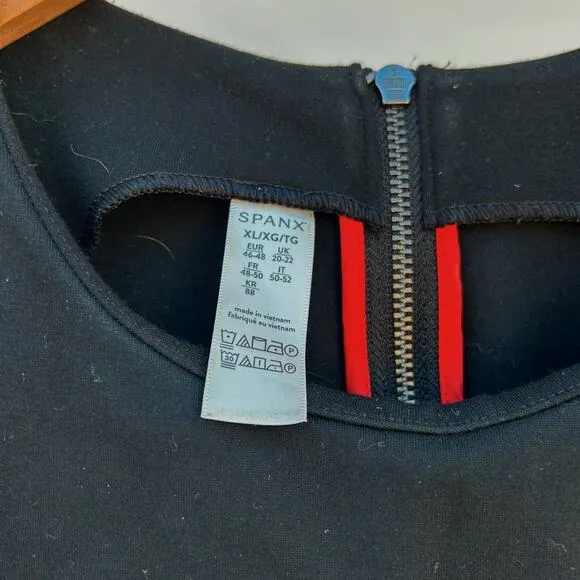 SPANX
XL/XG/TG
EUR UK
46-48 20-22
FR IT
48-50 50-52
KR
88
made in vietnam
Fabriqué au vietnam
P
30 P